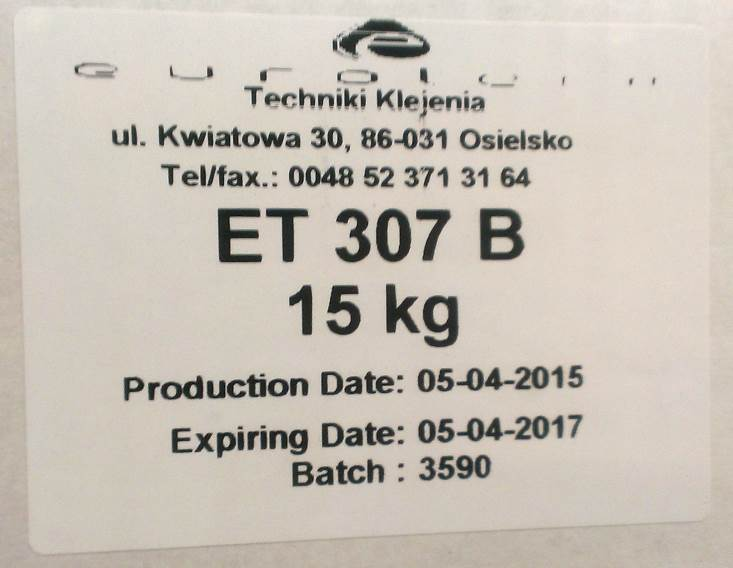 Techniki Klejenia
ul. Kwiatowa 30, 86-031 Osielsko
Tel/fax.: 0048 52 371 31 64
ET 307 B
15 kg
Production Date: 05-04-2015
Expiring Date: 05-04-2017
Batch : 3590